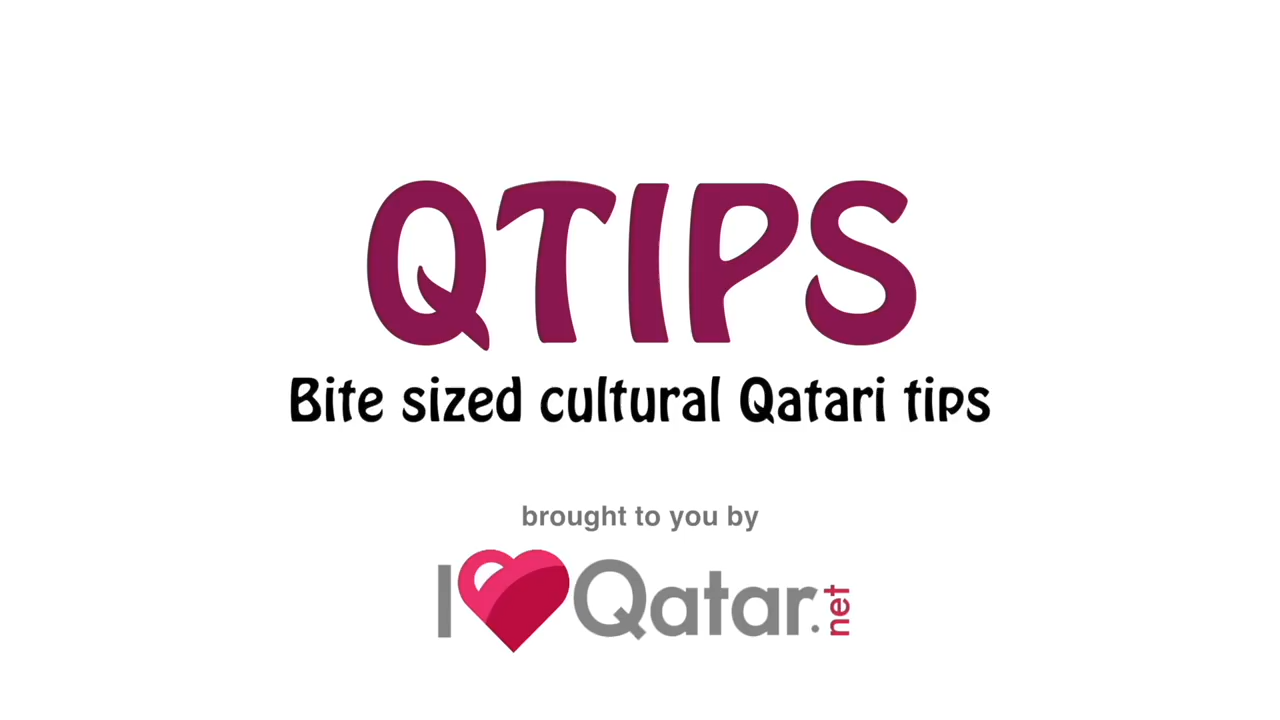 QTIPS
Bite sized cultural Qatari tips
brought to you by
I Qatar.net